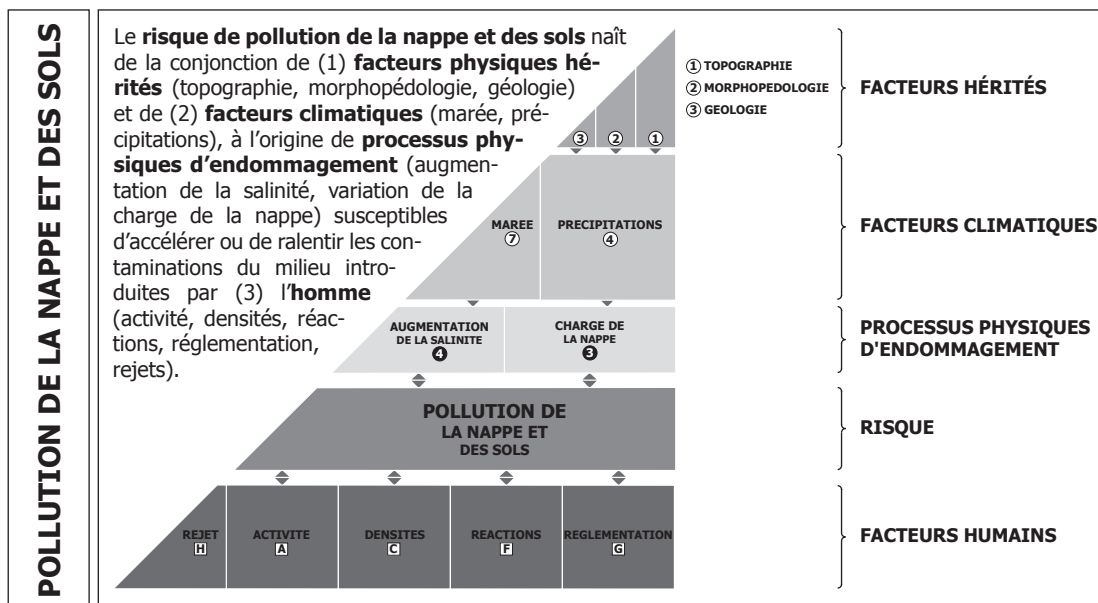 POLLUTION DE LA NAPPE ET DES SOLS
Le risque de pollution de la nappe et des sols naît
de la conjonction de (1) facteurs physiques hé-
rités (topographie, morphopédologie, géologie)
et de (2) facteurs climatiques (marée, pré-
cipitations), à l'origine de processus phy-
siques d'endommagement (augmen-
tation de la salinité, variation de la
charge de la nappe) susceptibles
d'accélérer ou de ralentir les con-
taminations du milieu intro-
duites par (3) l'homme
(activité, densités, réac-
tions, réglementation,
rejets).
① TOPOGRAPHIE
② MORPHOPEDOLOGIE
③ GEOLOGIE
FACTEURS HÉRITÉS
③ ② ①
MAREE
⑦
PRECIPITATIONS
④
FACTEURS CLIMATIQUES
AUGMENTATION
DE LA SALINITE
❹
CHARGE DE
LA NAPPE
❸
PROCESSUS PHYSIQUES
D'ENDOMMAGEMENT
POLLUTION DE
LA NAPPE ET
DES SOLS
RISQUE
REJET
H
ACTIVITE
A
DENSITES
C
REACTIONS
F
REGLEMENTATION
G
FACTEURS HUMAINS